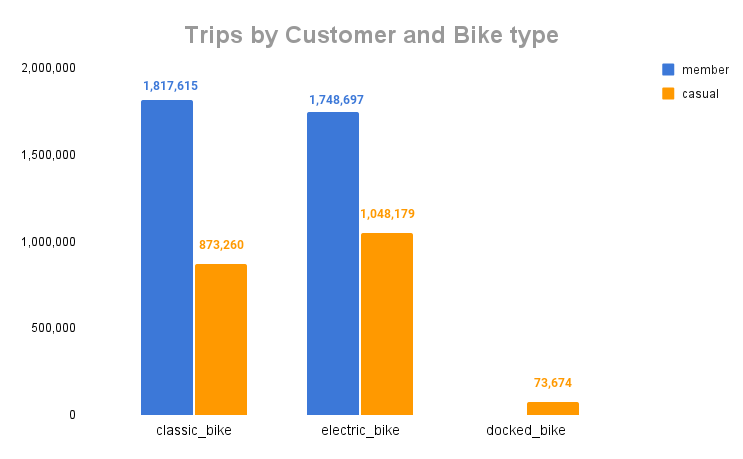 Trips by Customer and Bike type
member
casual
2,000,000
1,500,000
1,000,000
500,000
0
1,817,615
873,260
1,748,697
1,048,179
73,674
classic_bike
electric_bike
docked_bike